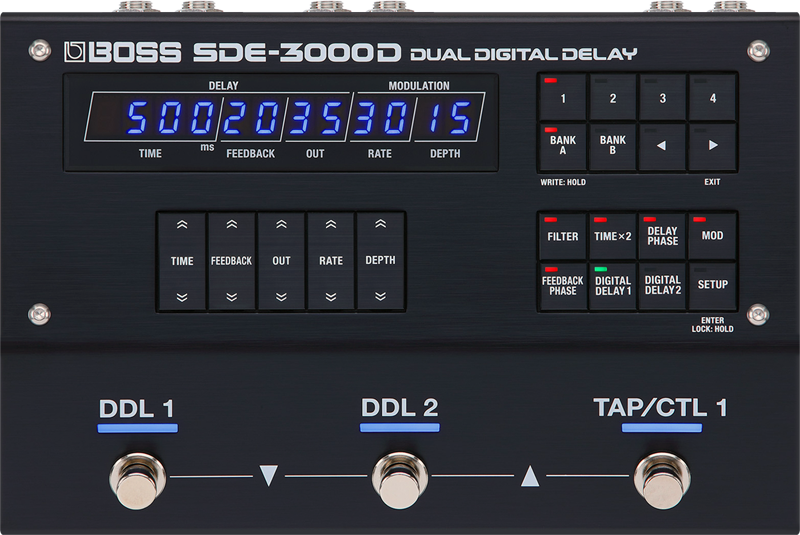 BOSS SDE-3000D DUAL DIGITAL DELAY
DELAY MODULATION
500 20 35 30 15
ms
TIME FEEDBACK OUT RATE DEPTH
1 2 3 4
BANK A BANK B
WRITE: HOLD EXIT
TIME FEEDBACK OUT RATE DEPTH
FILTER TIME×2 DELAY PHASE MOD
FEEDBACK PHASE DIGITAL DELAY 1 DIGITAL DELAY 2 SETUP
ENTER
LOCK: HOLD
DDL 1 DDL 2 TAP/CTL 1